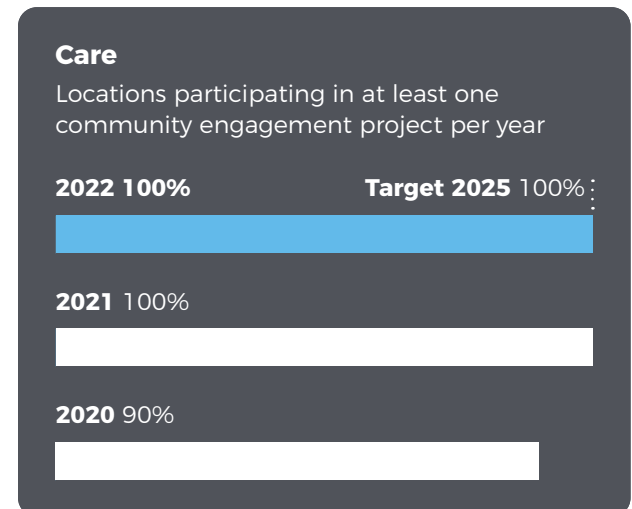 Care
Locations participating in at least one
community engagement project per year
2022 100% Target 2025 100%
2021 100%
2020 90%